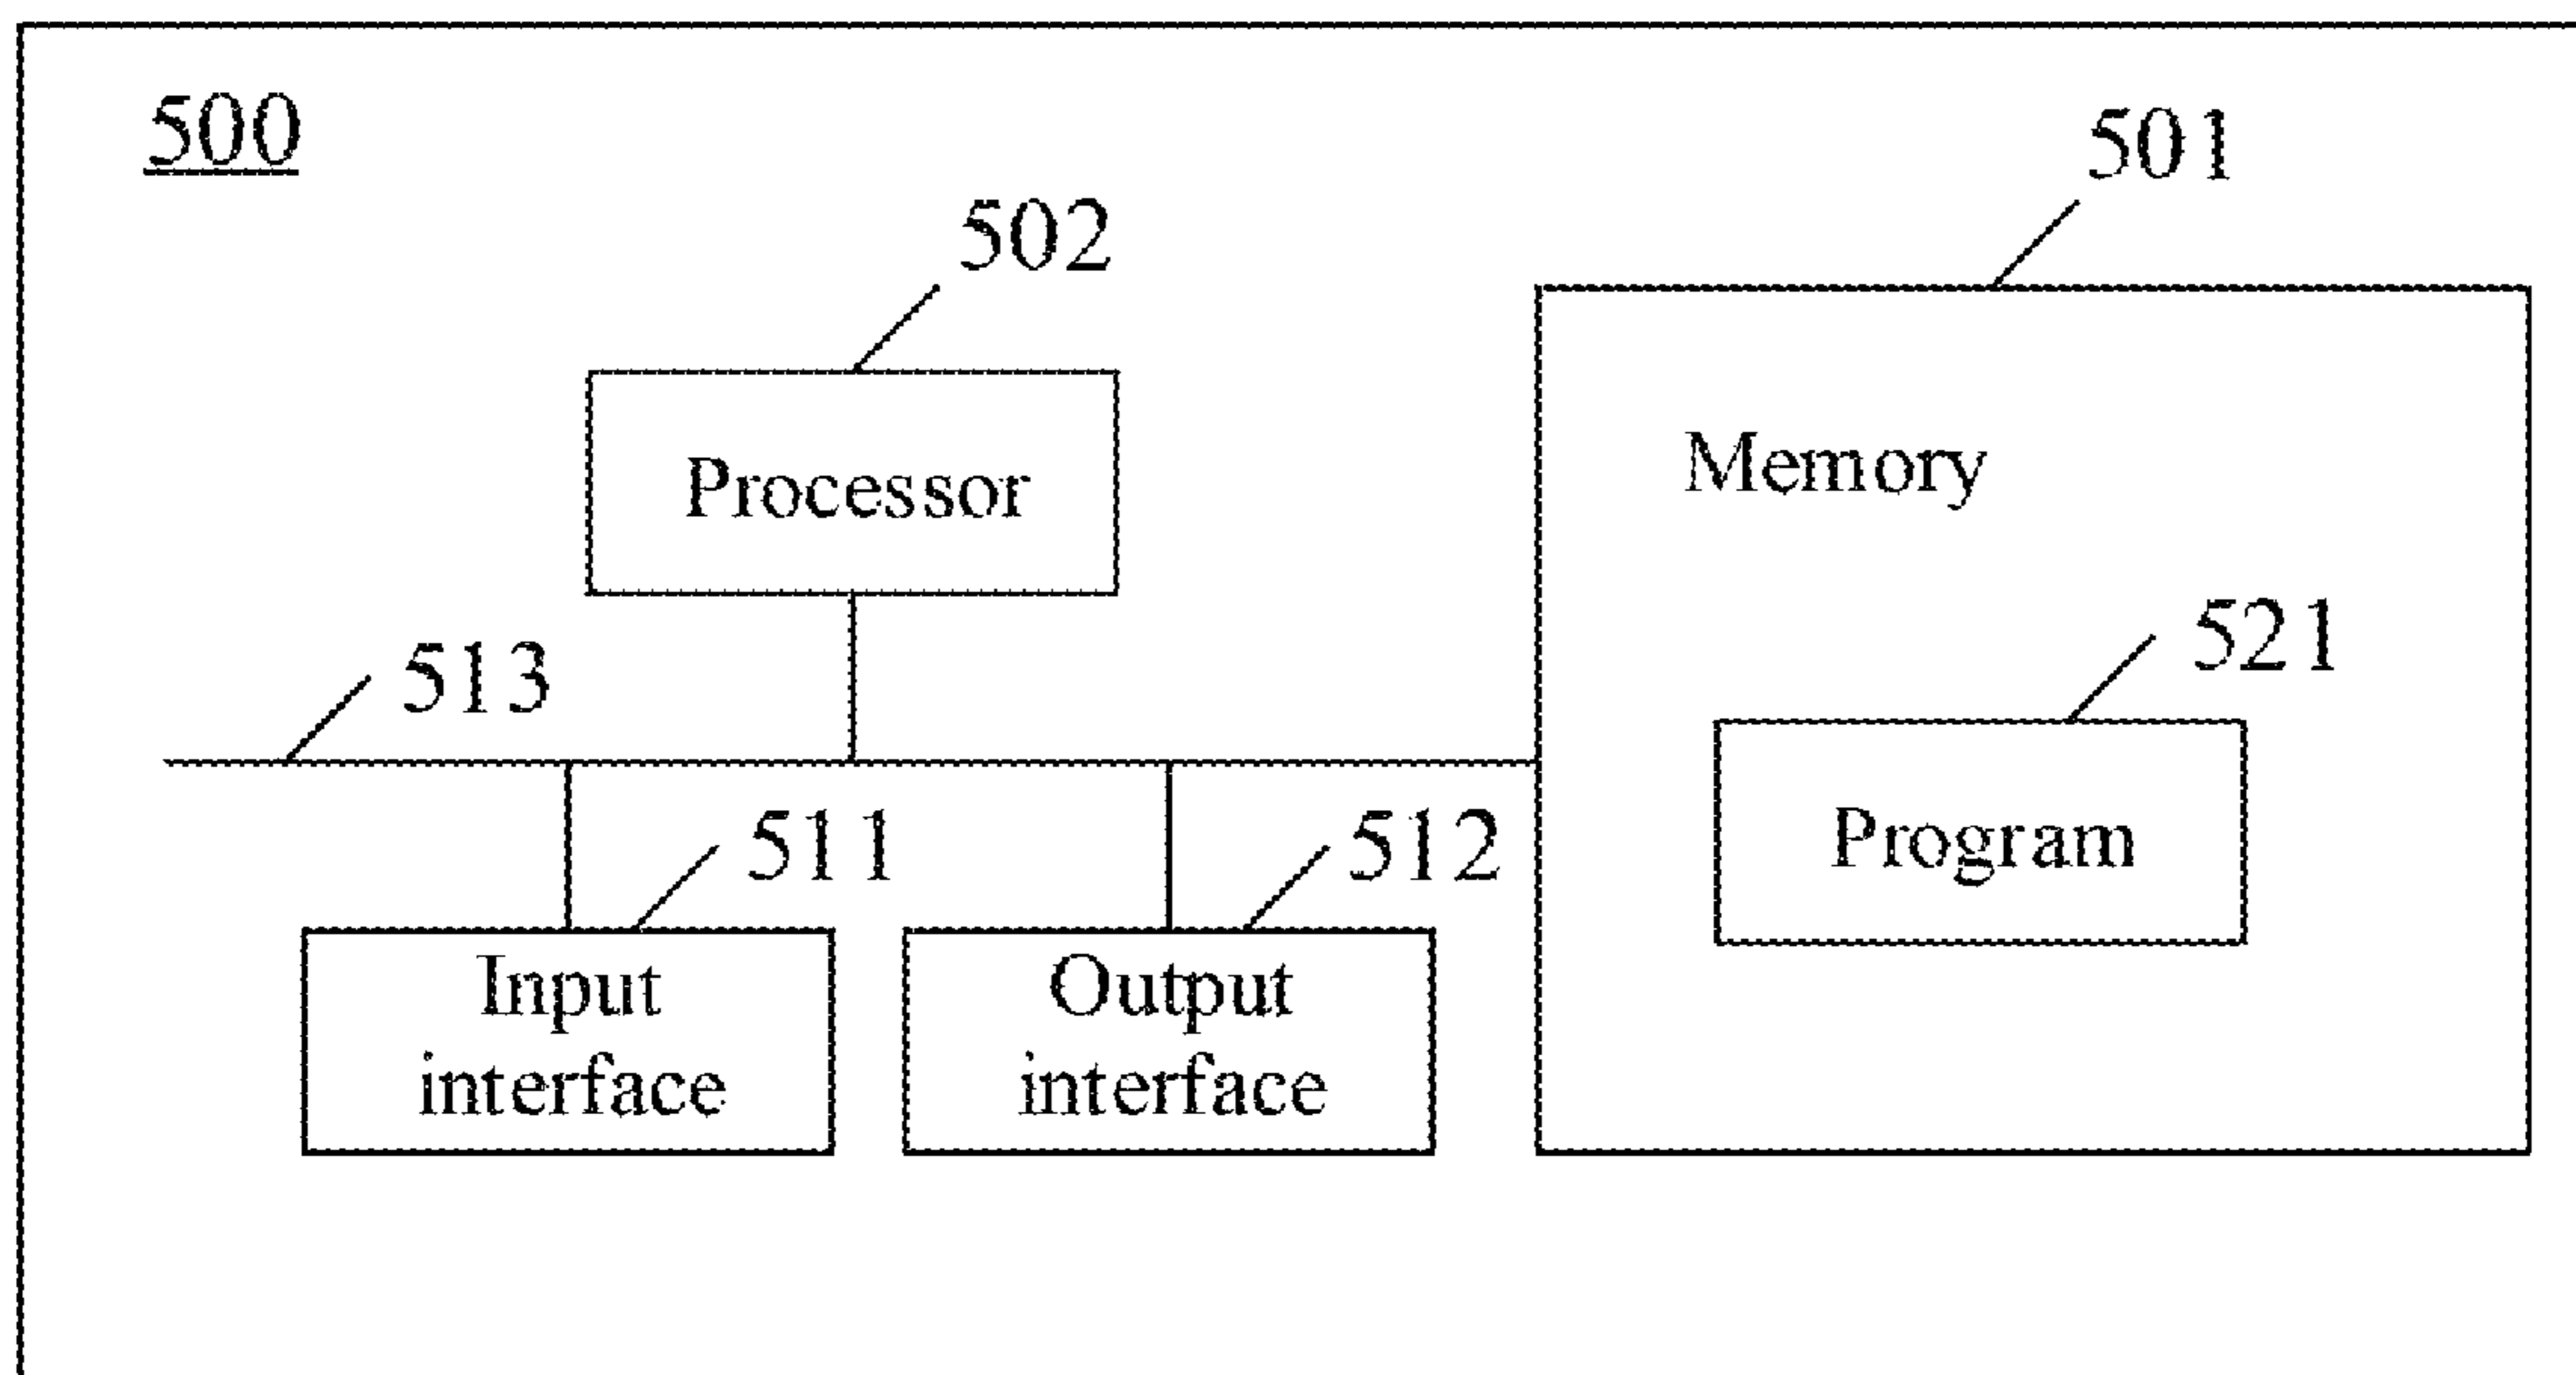 500
501
502
Processor
Memory
513
521
511
512
Program
Input
interface
Output
interface